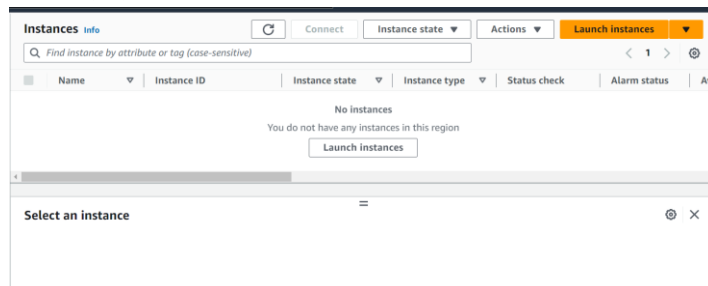 Instances Info Connect Instance state Actions Launch instances
Find instance by attribute or tag (case-sensitive) 1
Name Instance ID Instance state Instance type Status check Alarm status
No instances
You do not have any instances in this region
Launch instances
Select an instance